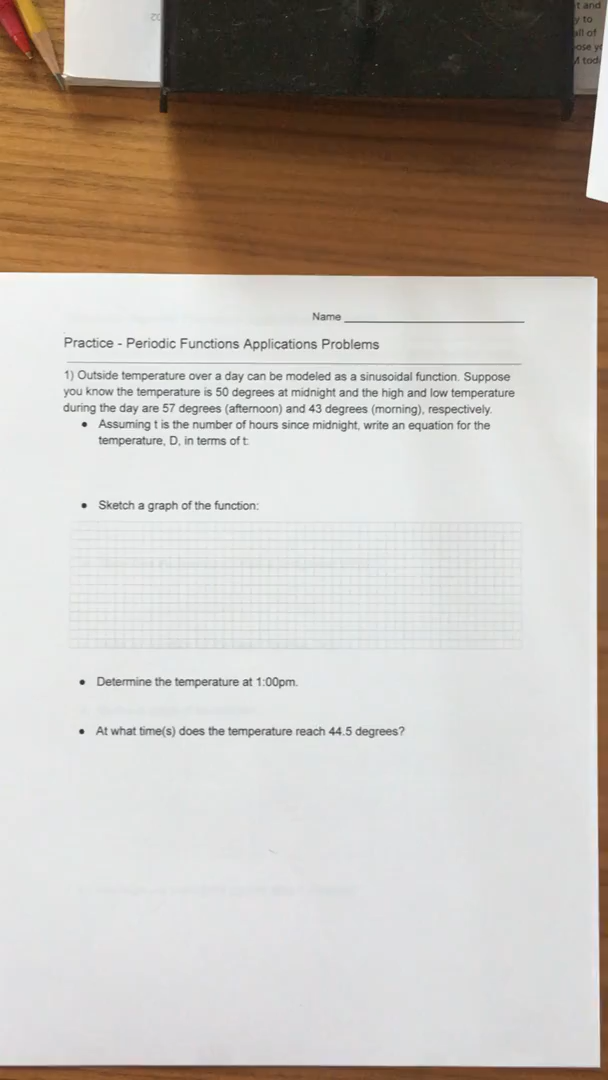 t and
y to
all of
Name
Practice - Periodic Functions Applications Problems
1) Outside temperature over a day can be modeled as a sinusoidal function. Suppose
you know the temperature is 50 degrees at midnight and the high and low temperature
during the day are 57 degrees (afternoon) and 43 degrees (morning), respectively.
• Assuming t is the number of hours since midnight, write an equation for the
temperature, D, in terms of t:
• Sketch a graph of the function:
• Determine the temperature at 1:00pm.
• At what time(s) does the temperature reach 44.5 degrees?